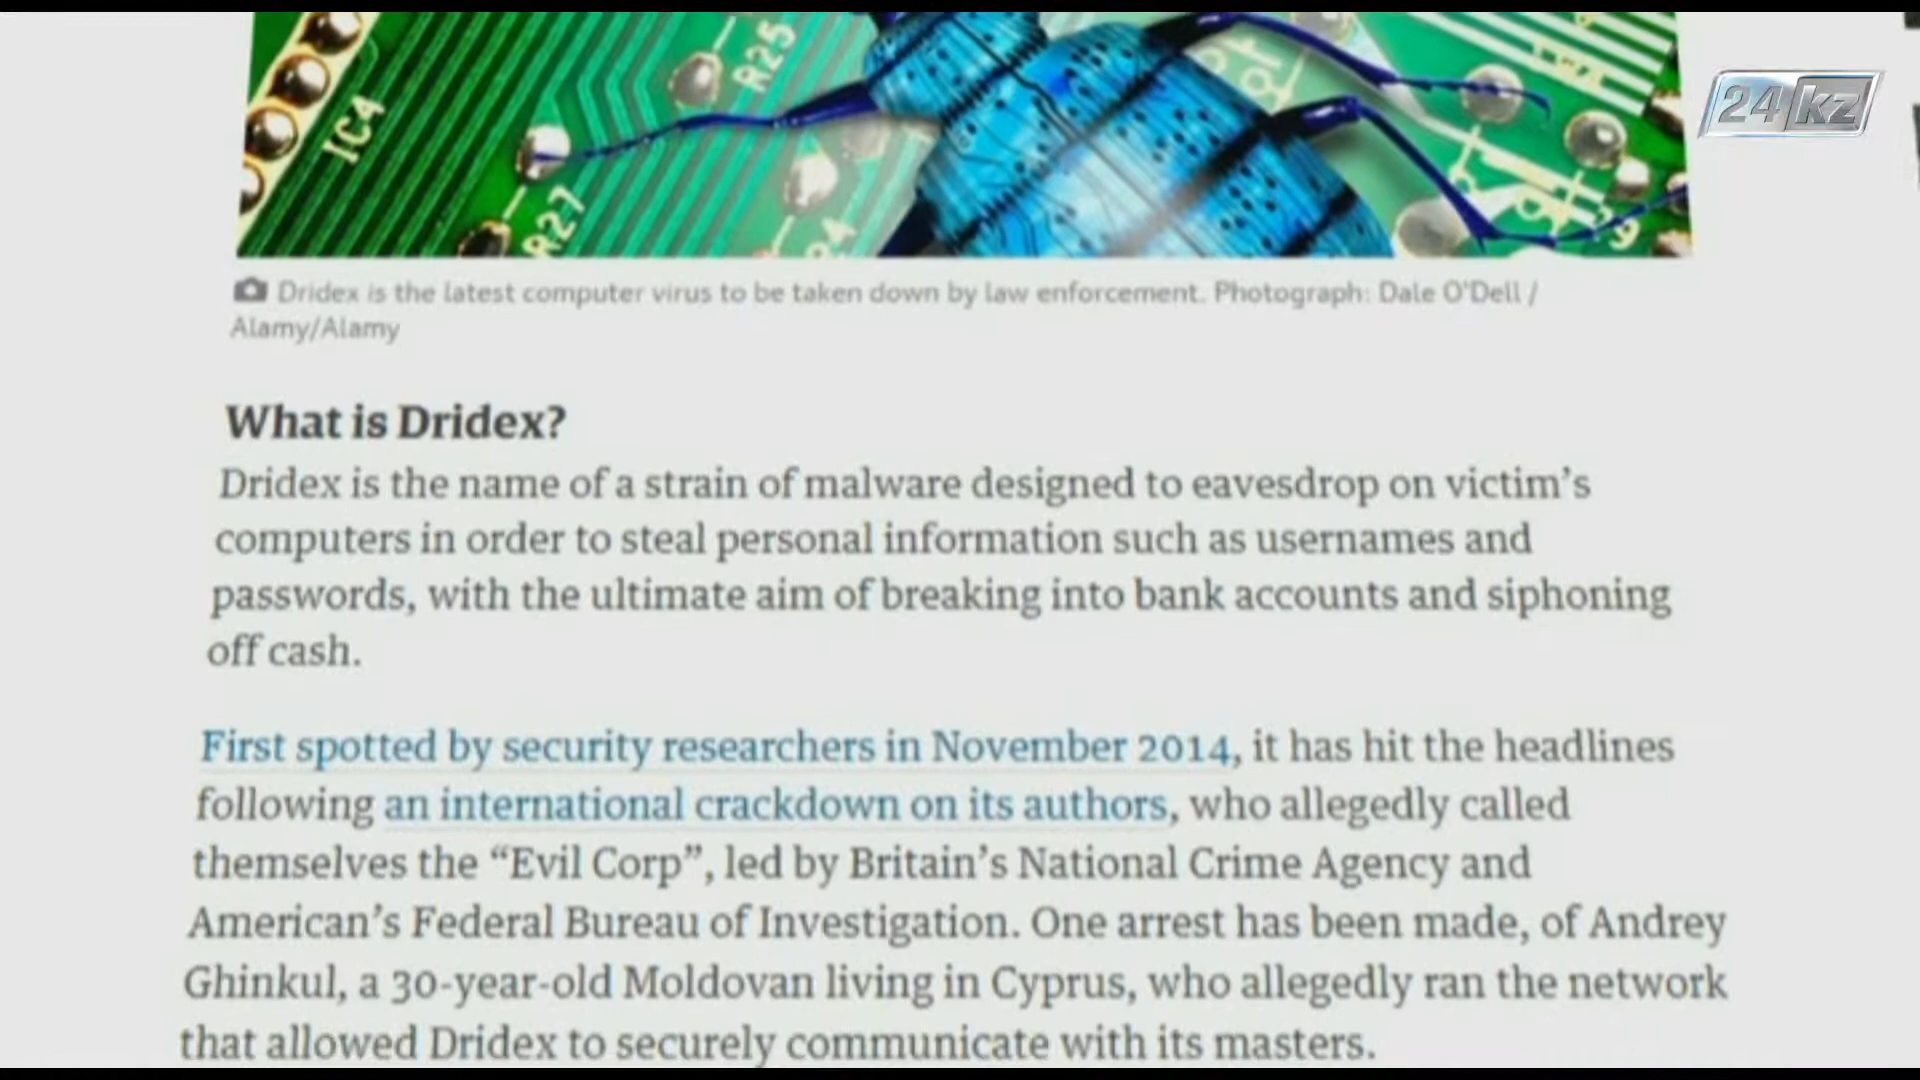 IC4
R25
R27
24 kz
Dridex is the latest computer virus to be taken down by law enforcement. Photograph: Dale O'Dell /
Alamy/Alamy
What is Dridex?
Dridex is the name of a strain of malware designed to eavesdrop on victim's
computers in order to steal personal information such as usernames and
passwords, with the ultimate aim of breaking into bank accounts and siphoning
off cash.
First spotted by security researchers in November 2014, it has hit the headlines
following an international crackdown on its authors, who allegedly called
themselves the “Evil Corp”, led by Britain's National Crime Agency and
American's Federal Bureau of Investigation. One arrest has been made, of Andrey
Ghinkul, a 30-year-old Moldovan living in Cyprus, who allegedly ran the network
that allowed Dridex to securely communicate with its masters.